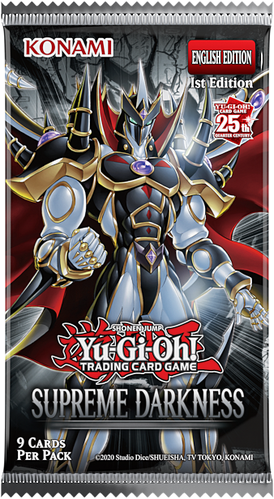 KONAMI
ENGLISH EDITION
1st Edition
YU-GI-OH!
CARD GAME
25th
QUARTER CENTURY
SHONEN JUMP
Yu-Gi-Oh!
TRADING CARD GAME
SUPREME DARKNESS
9 CARDS
PER PACK
©2020 Studio Dice/SHUEISHA, TV TOKYO, KONAMI